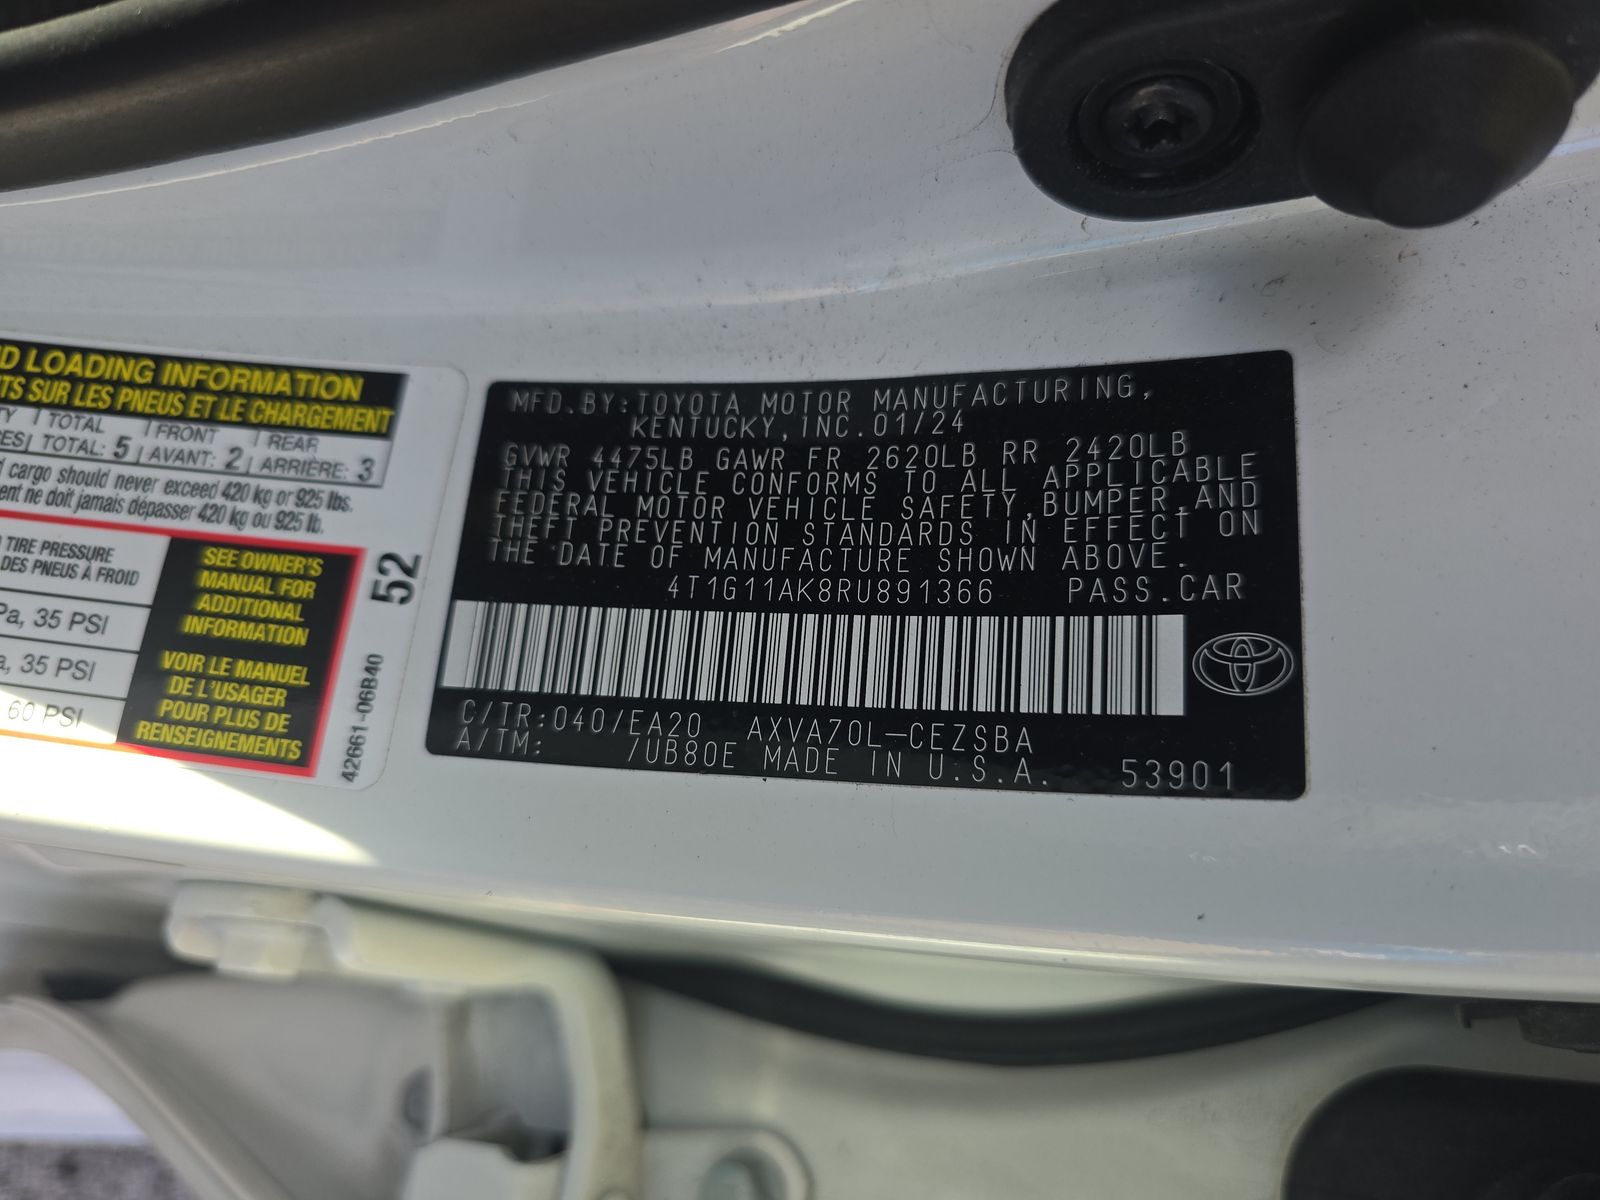 D LOADING INFORMATION
TS SUR LES PNEUS ET LE CHARGEMENT
TY TOTAL FRONT REAR
CES TOTAL: 5 AVANT: 2 ARRIÈRE: 3
d cargo should never exceed 420 kg or 925 lbs.
ent ne doit jamais dépasser 420 kg ou 925 lb.
TIRE PRESSURE
DES PNEUS À FROID
Pa, 35 PSI
a, 35 PSI
60 PSI
SEE OWNER'S
MANUAL FOR
ADDITIONAL
INFORMATION
VOIR LE MANUEL
DE L'USAGER
POUR PLUS DE
RENSEIGNEMENTS
52
42661-06B40
MFD.BY:TOYOTA MOTOR MANUFACTURING,
KENTUCKY,INC.01/24
GVWR 4475LB GAWR FR 2620LB RR 2420LB
THIS VEHICLE CONFORMS TO ALL APPLICABLE
FEDERAL MOTOR VEHICLE SAFETY,BUMPER,AND
THEFT PREVENTION STANDARDS IN EFFECT ON
THE DATE OF MANUFACTURE SHOWN ABOVE.
4T1G11AK8RU891366 PASS.CAR
C/TR:040/EA20 AXVA70L-CEZSBA
A/TM: /UB80E MADE IN U.S.A. 53901